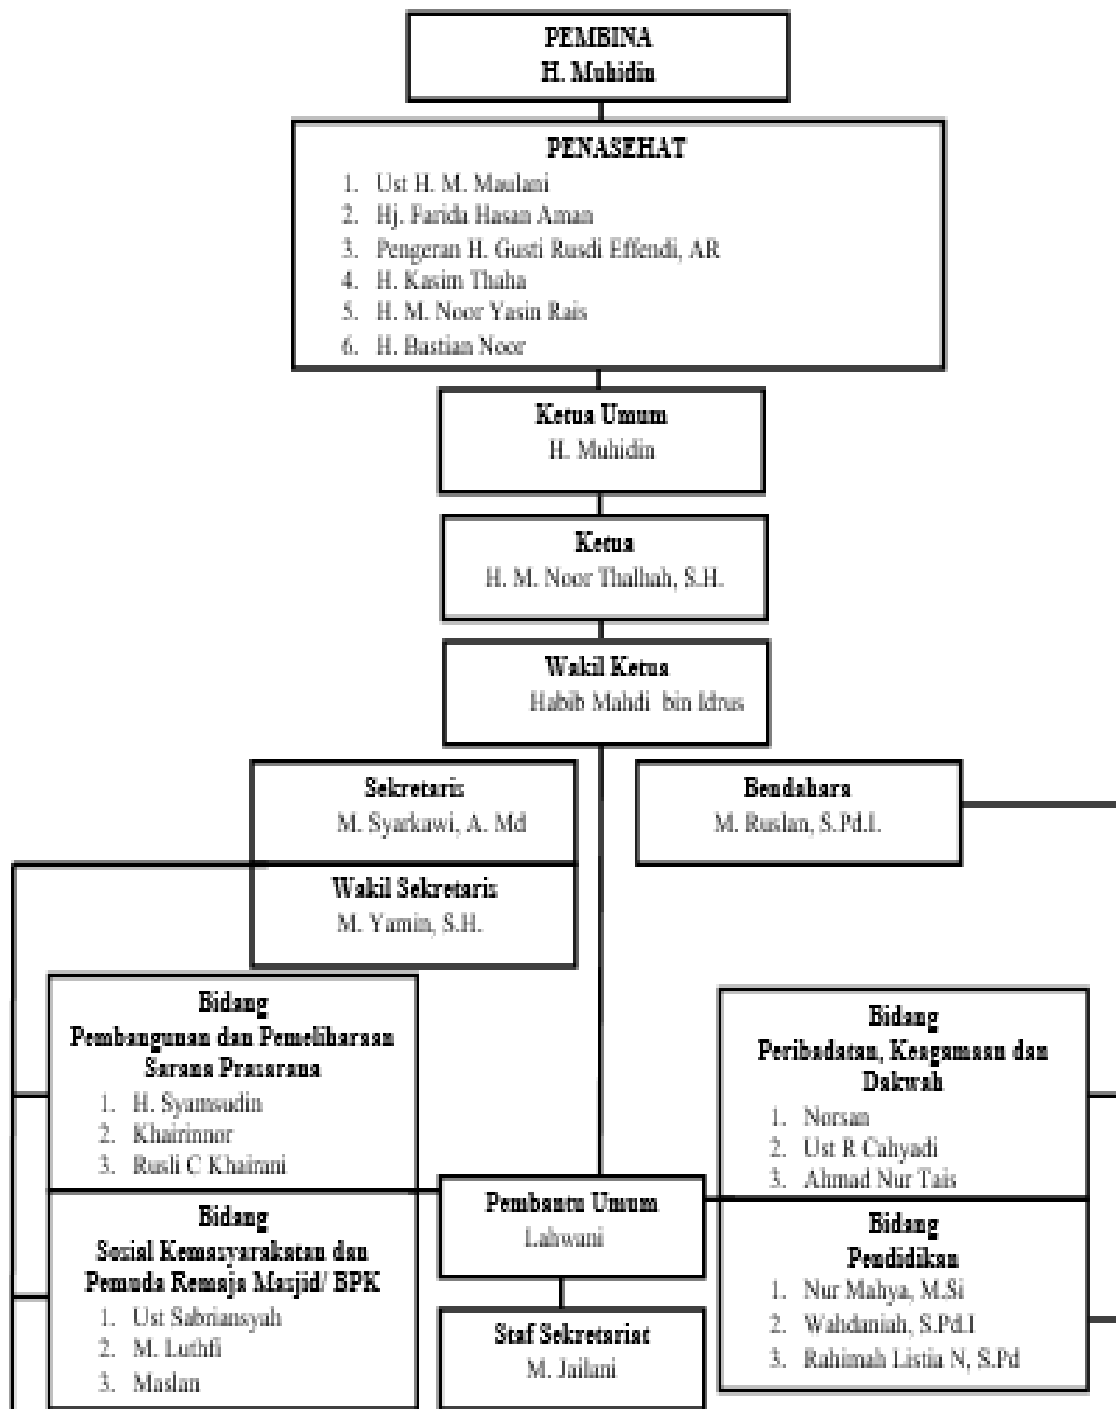 PEMBINA
H. Muhidin
PENASEHAT
1. Ust H. M. Maulani
2. Hj. Farida Hasan Aman
3. Pengeran H. Gusti Rusdi Effendi, AR
4. H. Kasim Thaha
5. H. M. Noor Yasin Rais
6. H. Bastian Noor
Ketua Umum
H. Muhidin
Ketua
H. M. Noor Thalhah, S.H.
Wakil Ketua
Habib Mahdi bin Idrus
Sekretaris
M. Syarkawi, A. Md
Wakil Sekretaris
M. Yamin, S.H.
Bendahara
M. Ruslan, S.Pd.I.
Bidang
Pembangunan dan Pemeliharaan
Sarana Prasarana
1. H. Syamsudin
2. Khairinnor
3. Rusli C Khairani
Bidang
Peribadatan, Keagamaan dan
Dakwah
1. Norsan
2. Ust R Cahyadi
3. Ahmad Nur Tais
Bidang
Sosial Kemasyarakatan dan
Pemuda Remaja Masjid/ BPK
1. Ust Sabriansyah
2. M. Luthfi
3. Maslan
Pembantu Umum
Lahwani
Staf Sekretariat
M. Jailani
Bidang
Pendidikan
1. Nur Mahya, M.Si
2. Wahdaniah, S.Pd.I
3. Rahimah Listia N, S.Pd